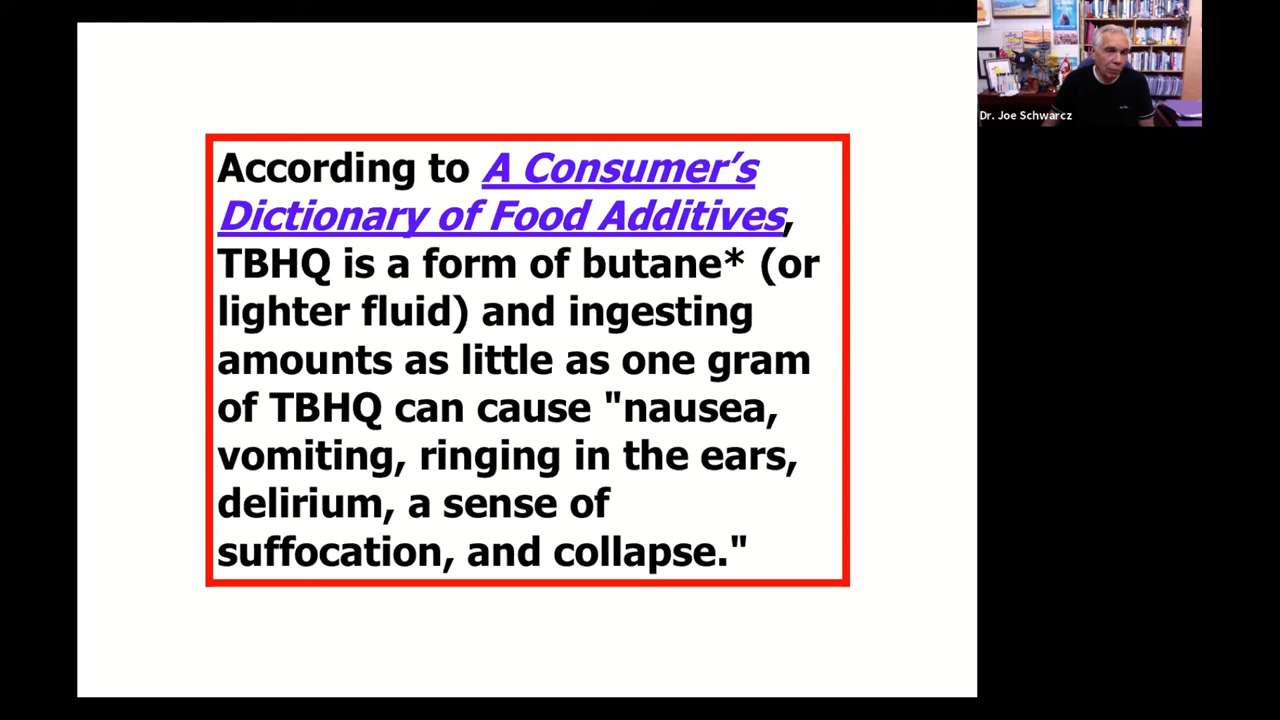 According to A Consumer’s
Dictionary of Food Additives,
TBHQ is a form of butane* (or
lighter fluid) and ingesting
amounts as little as one gram
of TBHQ can cause "nausea,
vomiting, ringing in the ears,
delirium, a sense of
suffocation, and collapse."
Dr. Joe Schwarcz